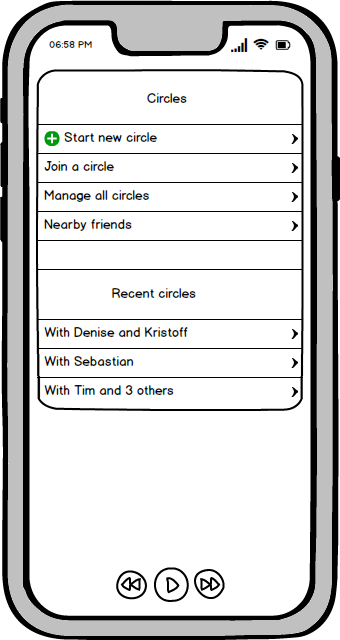 06:58 PM
Circles
Start new circle
Join a circle
Manage all circles
Nearby friends
Recent circles
With Denise and Kristoff
With Sebastian
With Tim and 3 others